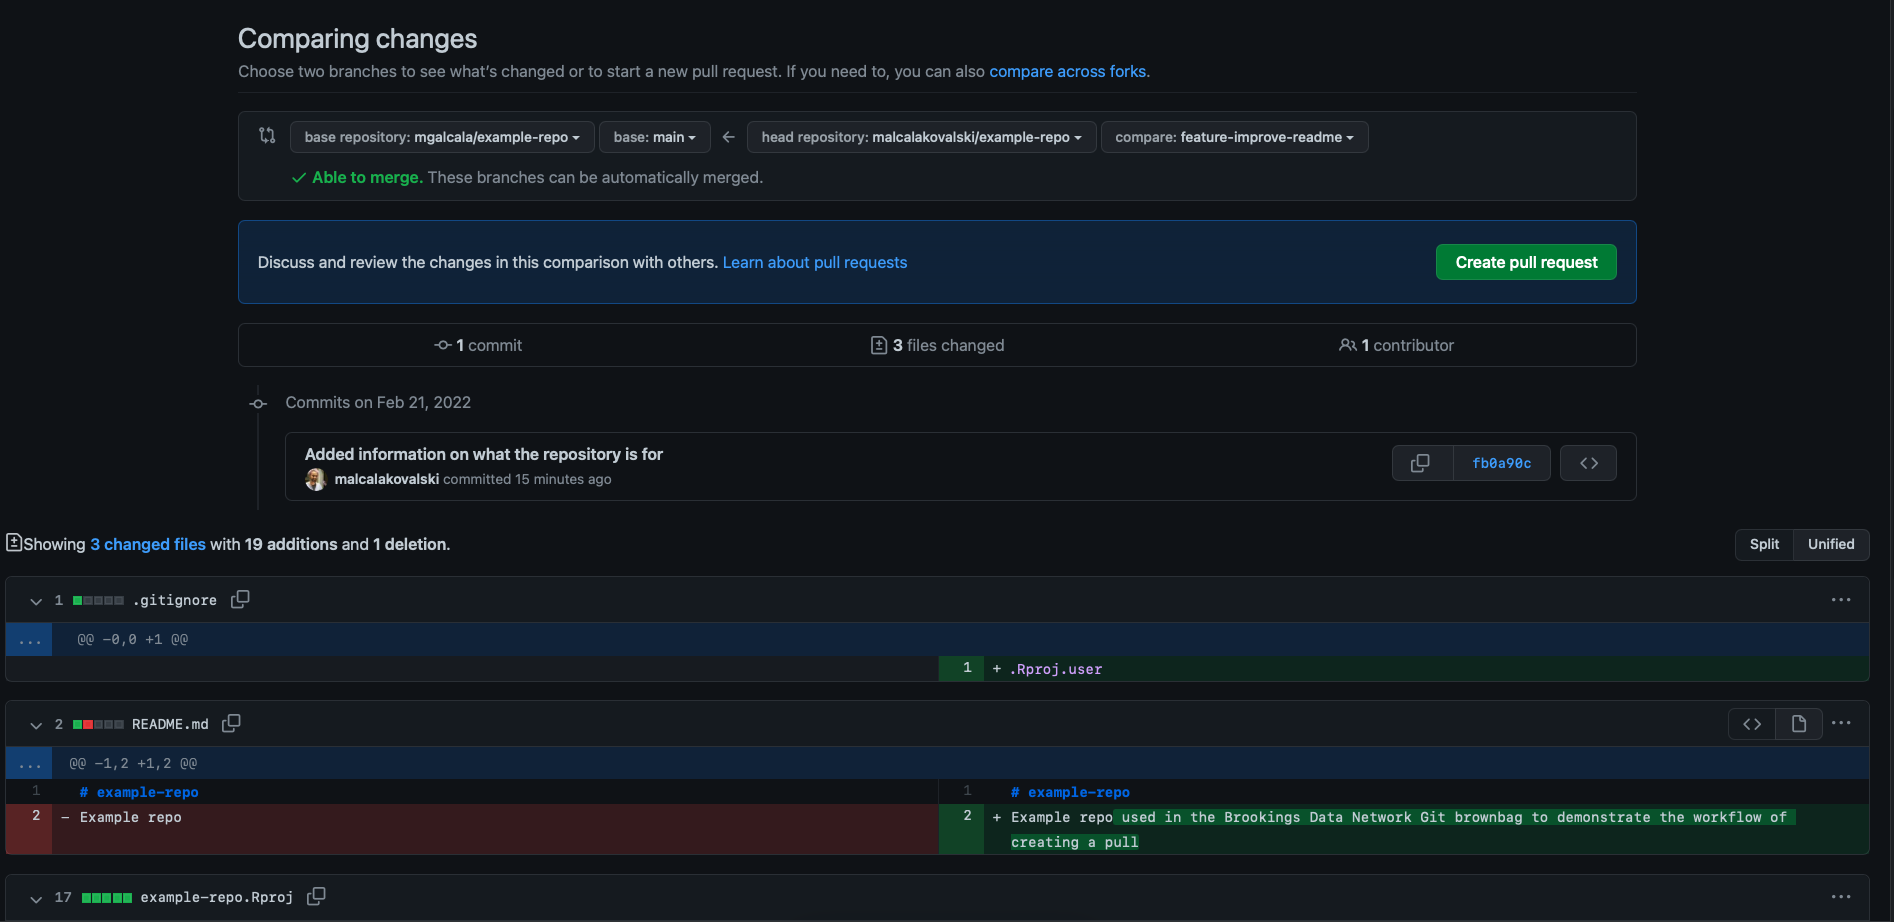 Comparing changes
Choose two branches to see what's changed or to start a new pull request. If you need to, you can also compare across forks.
base repository: mgalcala/example-repo base: main head repository: malcalakovalski/example-repo compare: feature-improve-readme
Able to merge. These branches can be automatically merged.
Discuss and review the changes in this comparison with others. Learn about pull requests Create pull request
1 commit 3 files changed 1 contributor
Commits on Feb 21, 2022
Added information on what the repository is for
malcalakovalski committed 15 minutes ago fb0a90c
Showing 3 changed files with 19 additions and 1 deletion. Split Unified
1 .gitignore
... @@ -0,0 +1 @@
1 + .Rproj.user
2 README.md
... @@ -1,2 +1,2 @@
1 # example-repo 1 # example-repo
2 - Example repo 2 + Example repo used in the Brookings Data Network Git brownbag to demonstrate the workflow of
creating a pull
17 example-repo.Rproj